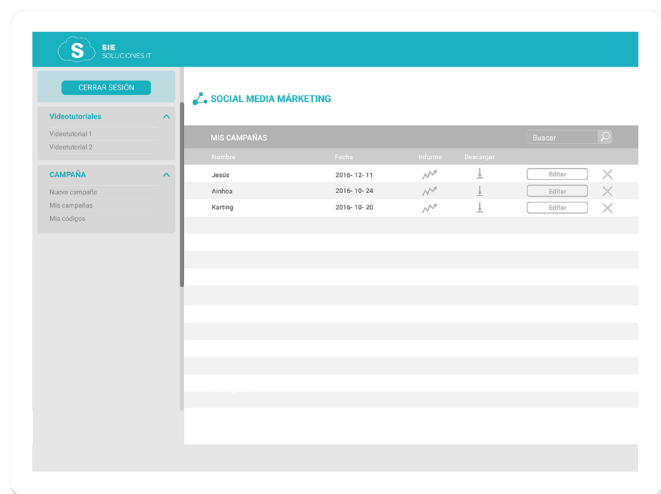 S
SIE
SOLUCIONES IT
CERRAR SESIÓN
Videotutoriales
Videotutorial 1
Videotutorial 2
CAMPAÑA
Nueva campañe
Mis campañas
Mis códigos
SOCIAL MEDIA MÁRKETING
MIS CAMPAÑAS
Buscar
Nombre Fecha Informe Descargar
Jesús 2016- 12- 11 Editar
Ainhoa 2016- 10- 24 Editar
Karting 2016- 10- 20 Editar